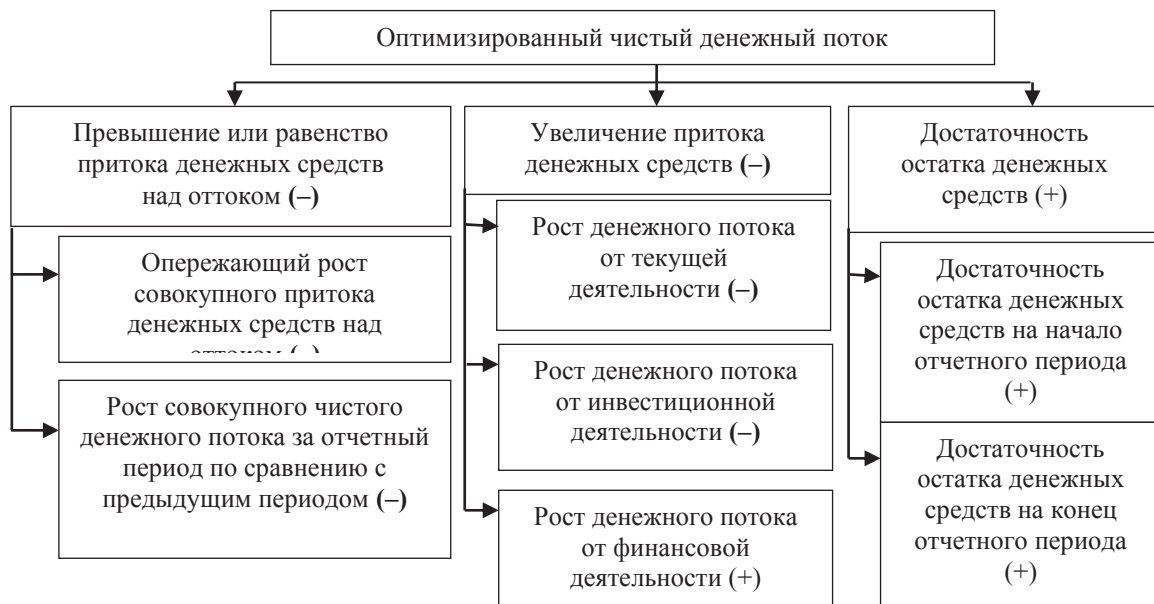 Оптимизированный чистый денежный поток
Превышение или равенство
притока денежных средств
над оттоком (–)
Опережающий рост
совокупного притока
денежных средств над
оттоком (–)
Рост совокупного чистого
денежного потока за отчетный
период по сравнению с
предыдущим периодом (–)
Увеличение притока
денежных средств (–)
Рост денежного потока
от текущей
деятельности (–)
Рост денежного потока
от инвестиционной
деятельности (–)
Рост денежного потока
от финансовой
деятельности (+)
Достаточность
остатка денежных
средств (+)
Достаточность
остатка денежных
средств на начало
отчетного периода
(+)
Достаточность
остатка денежных
средств на конец
отчетного периода
(+)